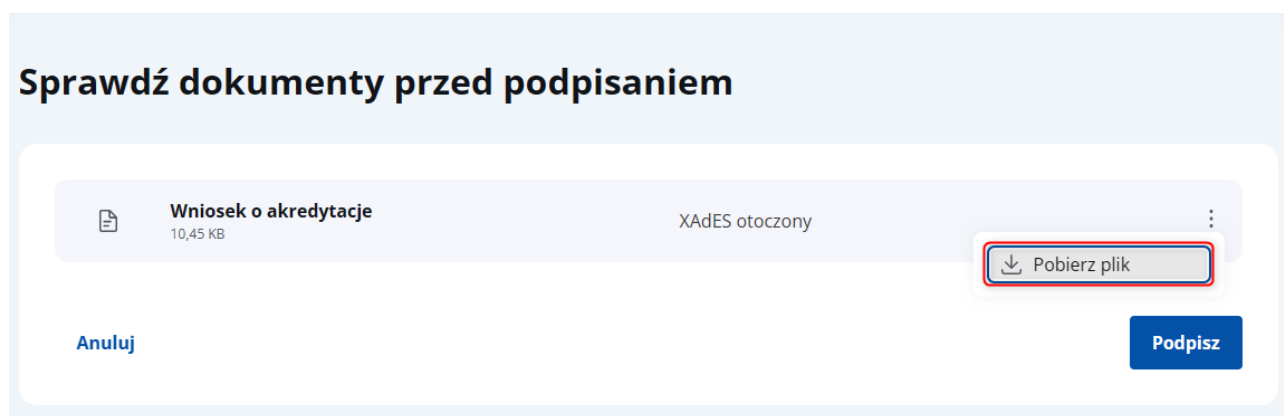 Sprawdź dokumenty przed podpisaniem
Wniosek o akredytacje
10,45 KB
XAdES otoczony
Pobierz plik
Anuluj
Podpisz